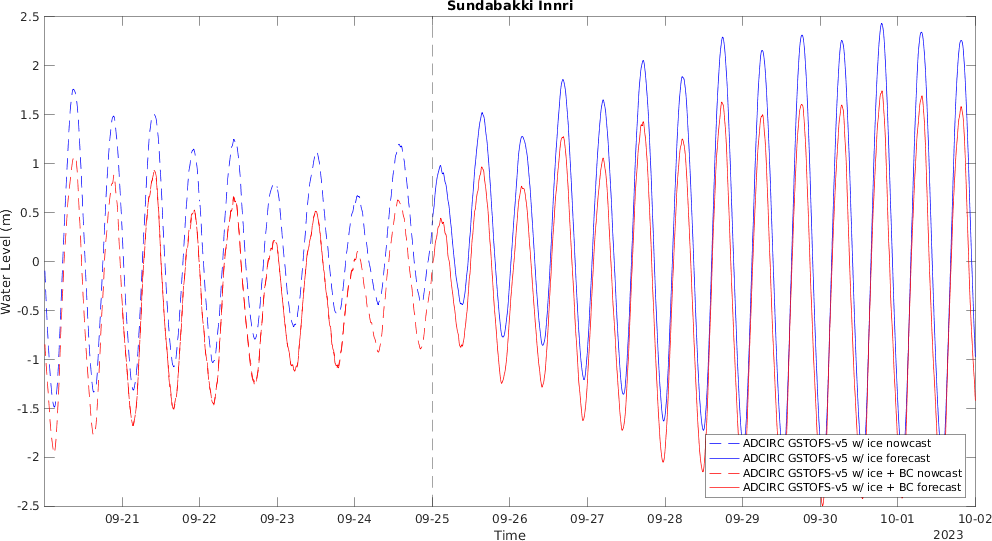 Sundabakki Innri
2.5
2
1.5
1
0.5
0
-0.5
-1
-1.5
-2
-2.5
Water Level (m)
ADCIRC GSTOFS-v5 w/ ice nowcast
ADCIRC GSTOFS-v5 w/ ice forecast
ADCIRC GSTOFS-v5 w/ ice + BC nowcast
ADCIRC GSTOFS-v5 w/ ice + BC forecast
09-21 09-22 09-23 09-24 09-25 09-26 09-27 09-28 09-29 09-30 10-01 10-02
Time
2023